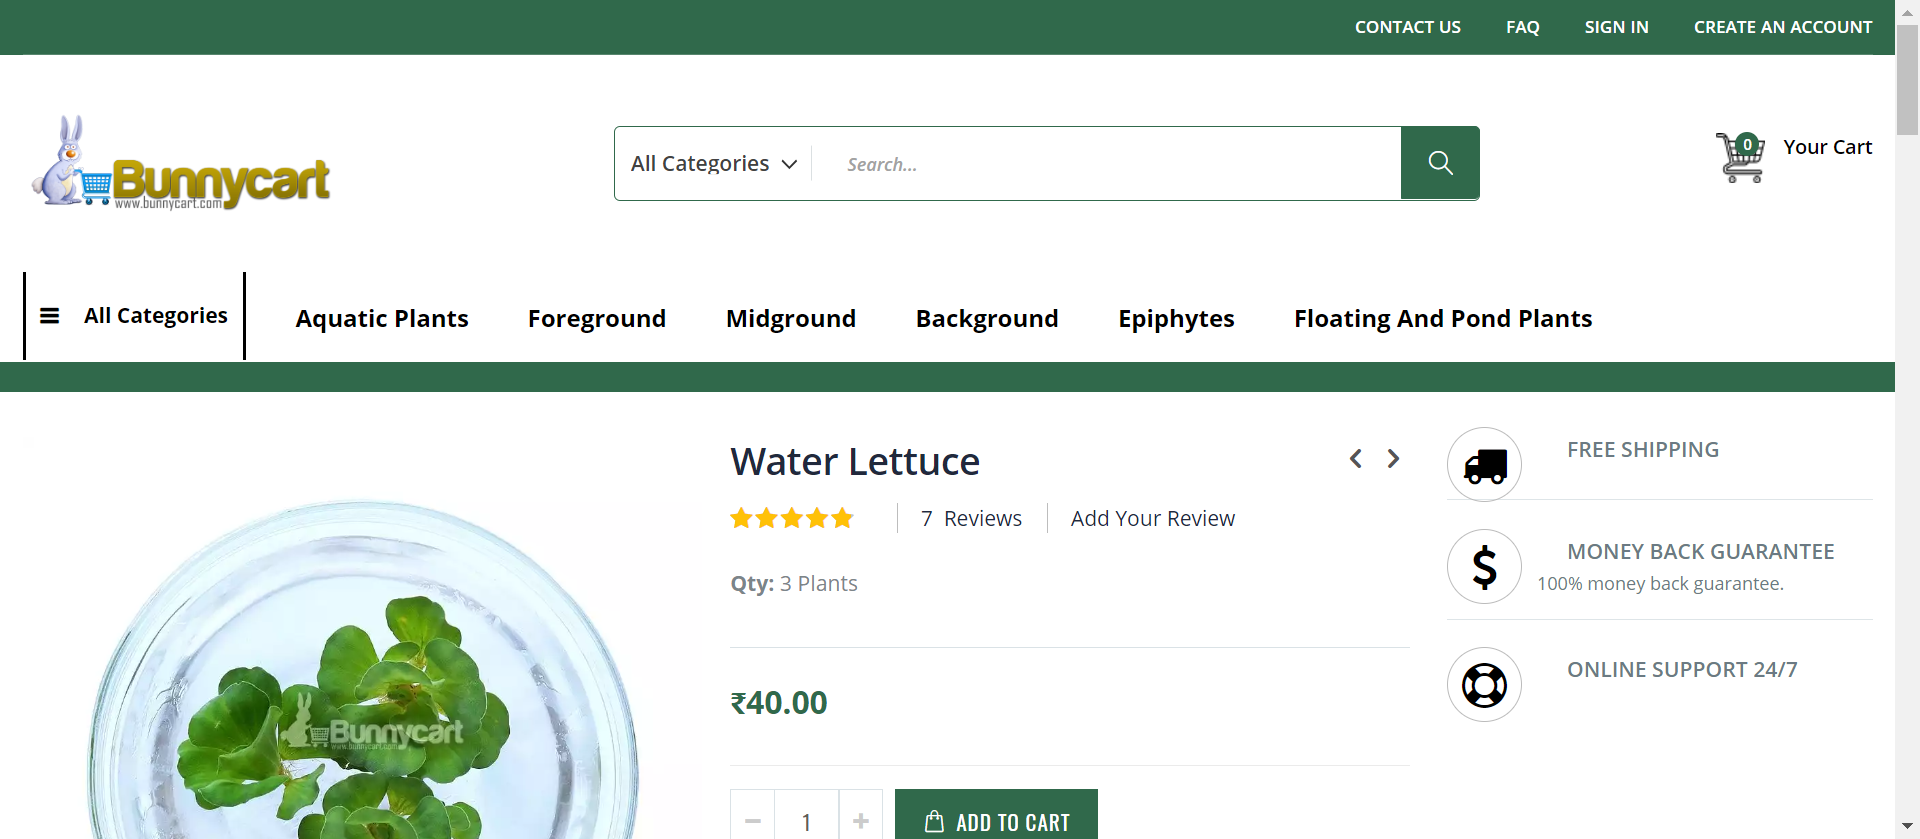 CONTACT US FAQ SIGN IN CREATE AN ACCOUNT
Bunnycart
www.bunnycart.com
All Categories Search...
0 Your Cart
All Categories Aquatic Plants Foreground Midground Background Epiphytes Floating And Pond Plants
Water Lettuce
7 Reviews Add Your Review
Qty: 3 Plants
₹40.00
1 ADD TO CART
FREE SHIPPING
MONEY BACK GUARANTEE
100% money back guarantee.
ONLINE SUPPORT 24/7
Bunnycart
www.bunnycart.com